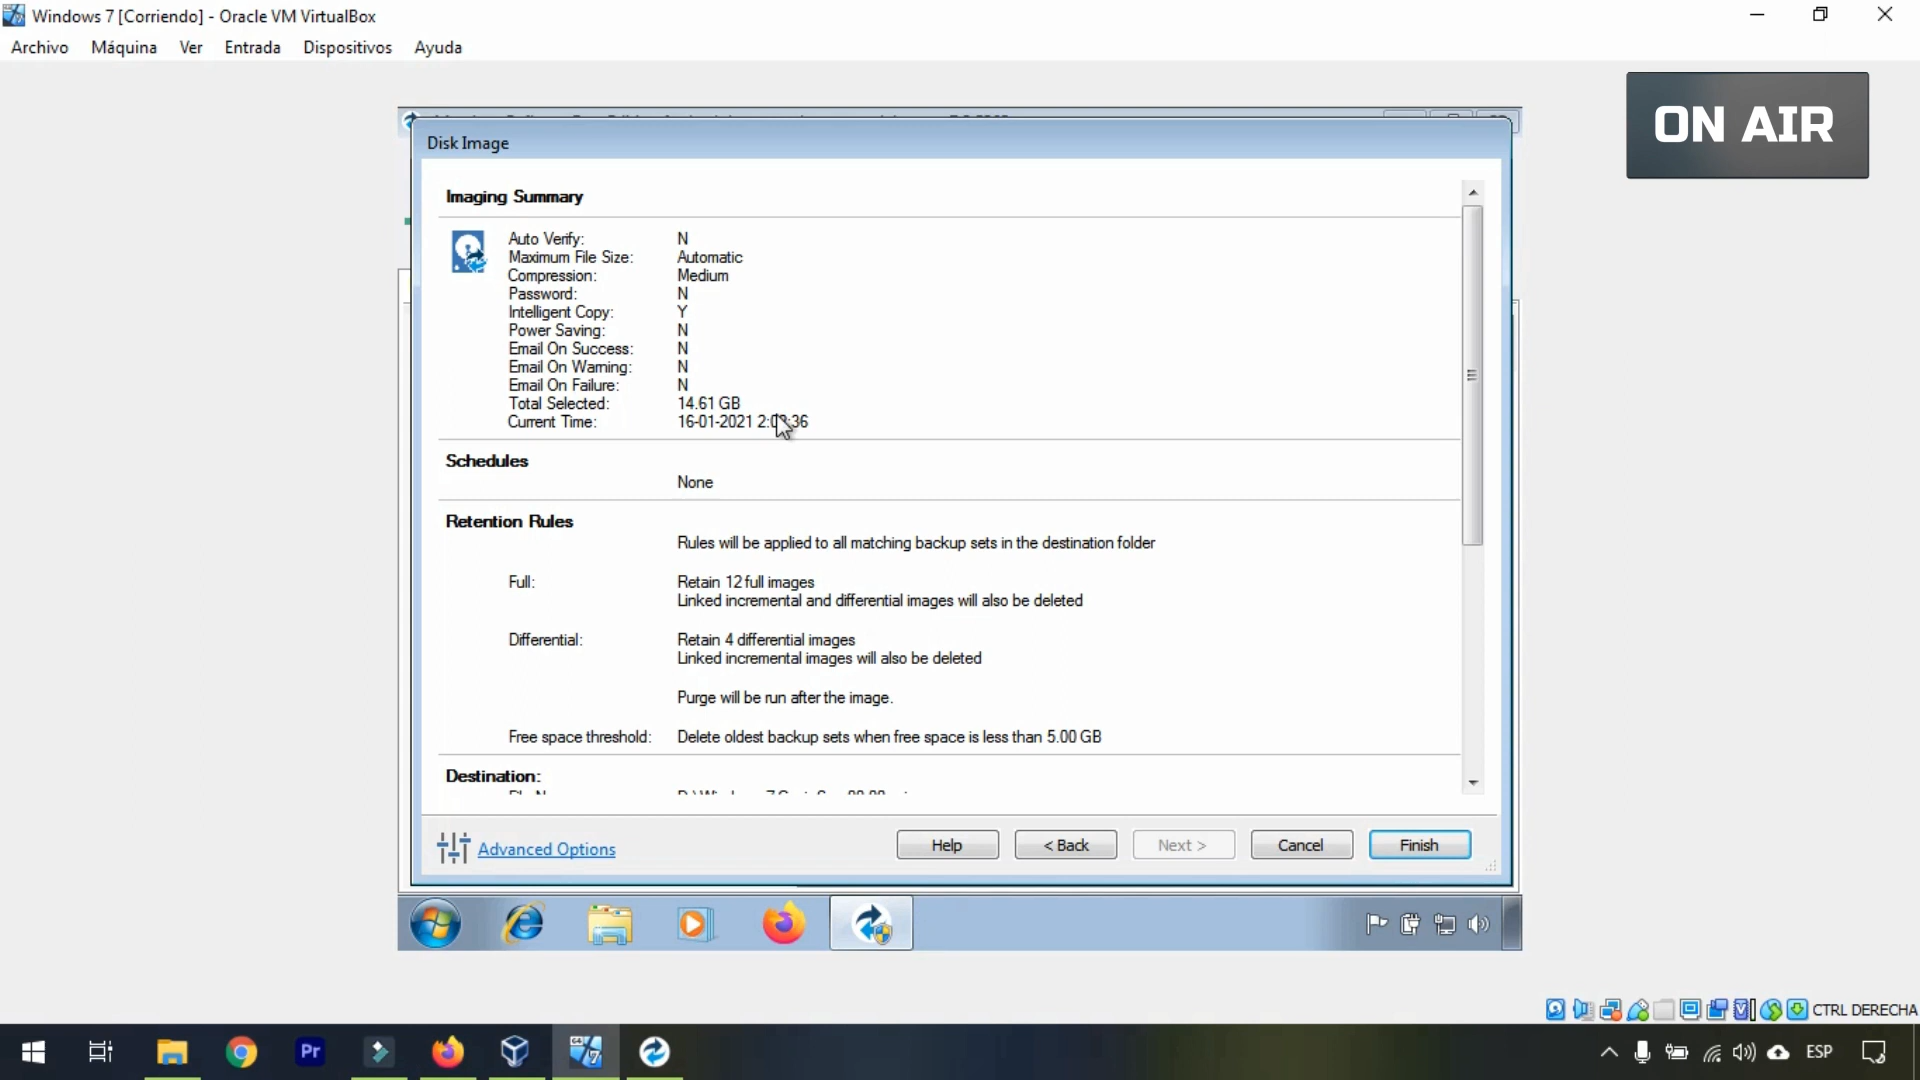 Windows 7 [Corriendo] - Oracle VM VirtualBox
Archivo Máquina Ver Entrada Dispositivos Ayuda
ON AIR
Disk Image
Imaging Summary
Auto Verify: N
Maximum File Size: Automatic
Compression: Medium
Password: N
Intelligent Copy: Y
Power Saving: N
Email On Success: N
Email On Warning: N
Email On Failure: N
Total Selected: 14.61 GB
Current Time: 16-01-2021
Schedules
None
Retention Rules
Rules will be applied to all matching backup sets in the destination folder
Full: Retain 12 full images
Linked incremental and differential images will also be deleted
Differential: Retain 4 differential images
Linked incremental images will also be deleted
Purge will be run after the image.
Free space threshold: Delete oldest backup sets when free space is less than 5.00 GB
Destination:
Advanced Options
Help
< Back
Next >
Cancel
Finish
CTRL DERECHA
Pr
64
7
ESP